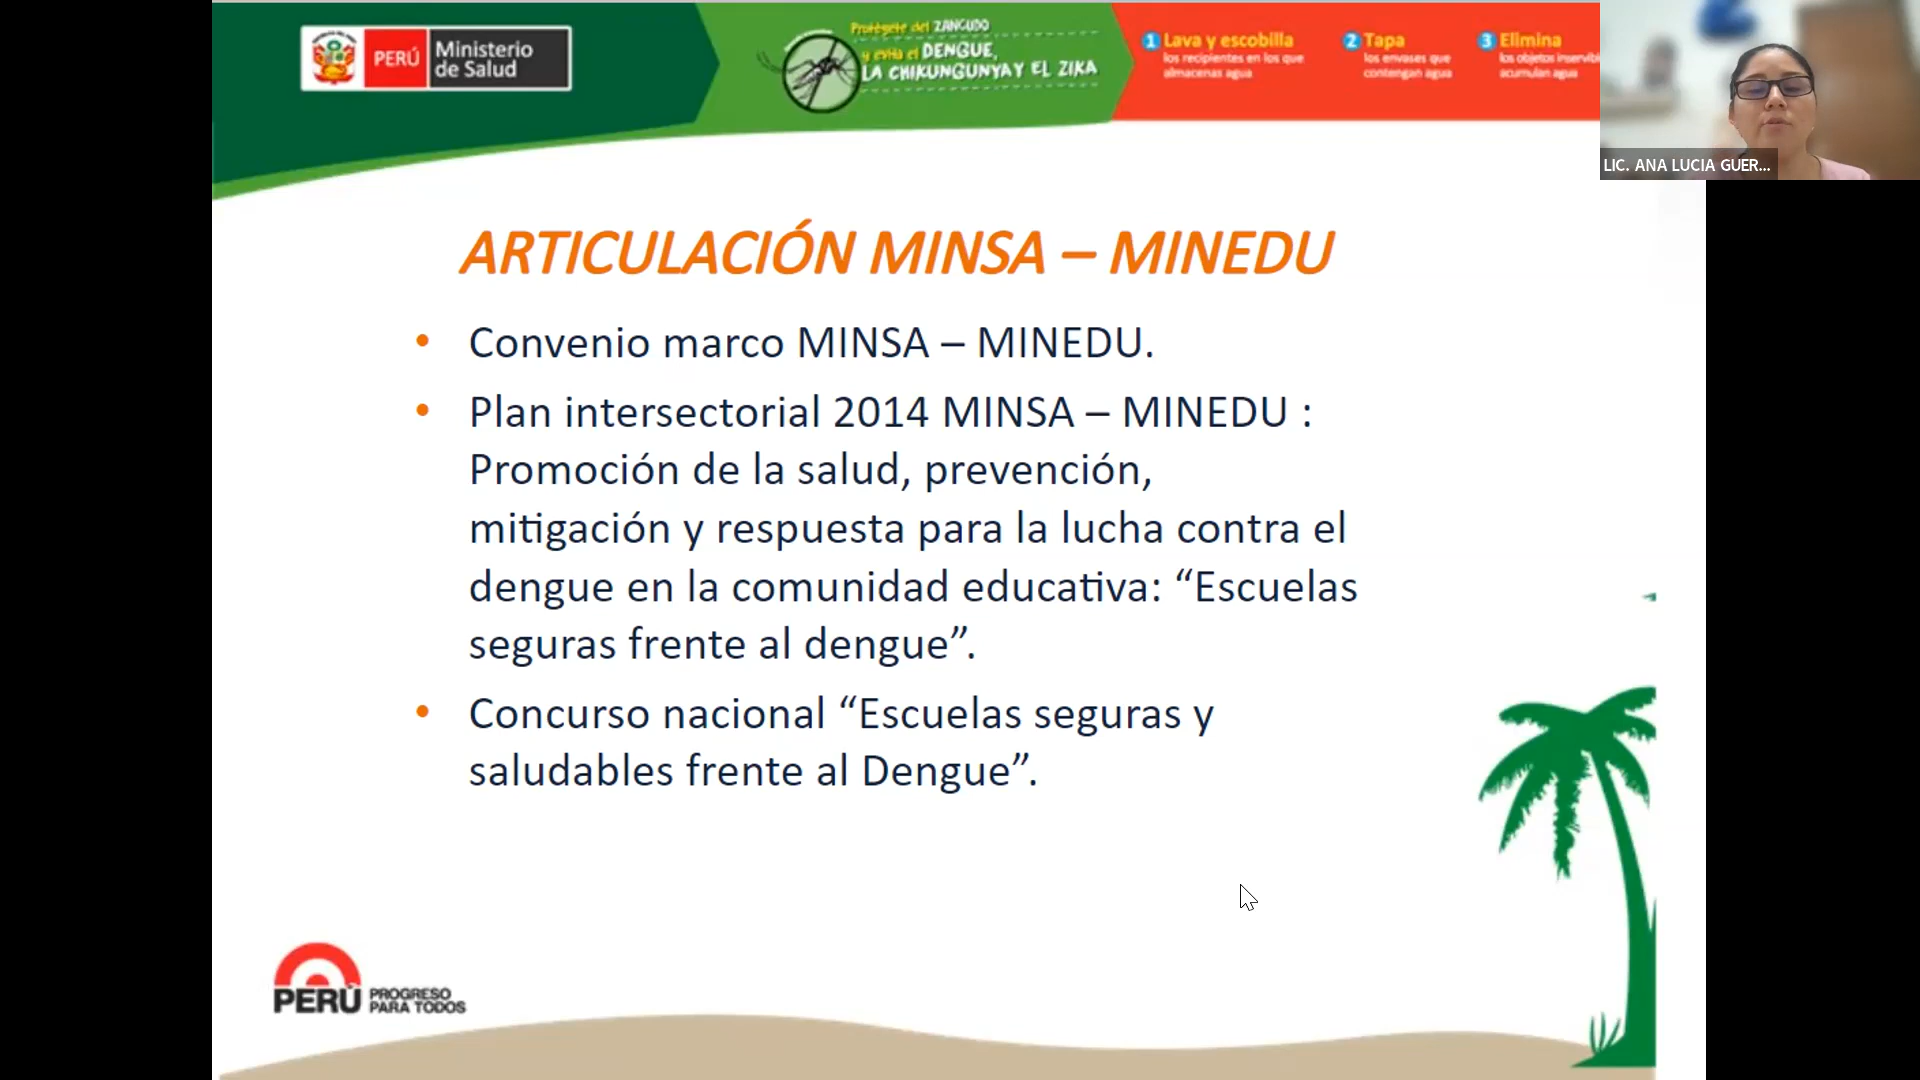 PERÚ
Ministerio
de Salud
Protégete del ZANCUDO
y evita el DENGUE,
LA CHIKUNGUNYA Y EL ZIKA
1 Lava y escobilla
los recipientes en los que
almacenas agua
2 Tapa
los envases que
contengan agua
3 Elimina
los objetos
acumulan agua
LIC. ANA LUCIA GUER...
ARTICULACIÓN MINSA – MINEDU
• Convenio marco MINSA – MINEDU.
• Plan intersectorial 2014 MINSA – MINEDU :
Promoción de la salud, prevención,
mitigación y respuesta para la lucha contra el
dengue en la comunidad educativa: “Escuelas
seguras frente al dengue”.
• Concurso nacional “Escuelas seguras y
saludables frente al Dengue”.
PERÚ
PROGRESO
PARA TODOS